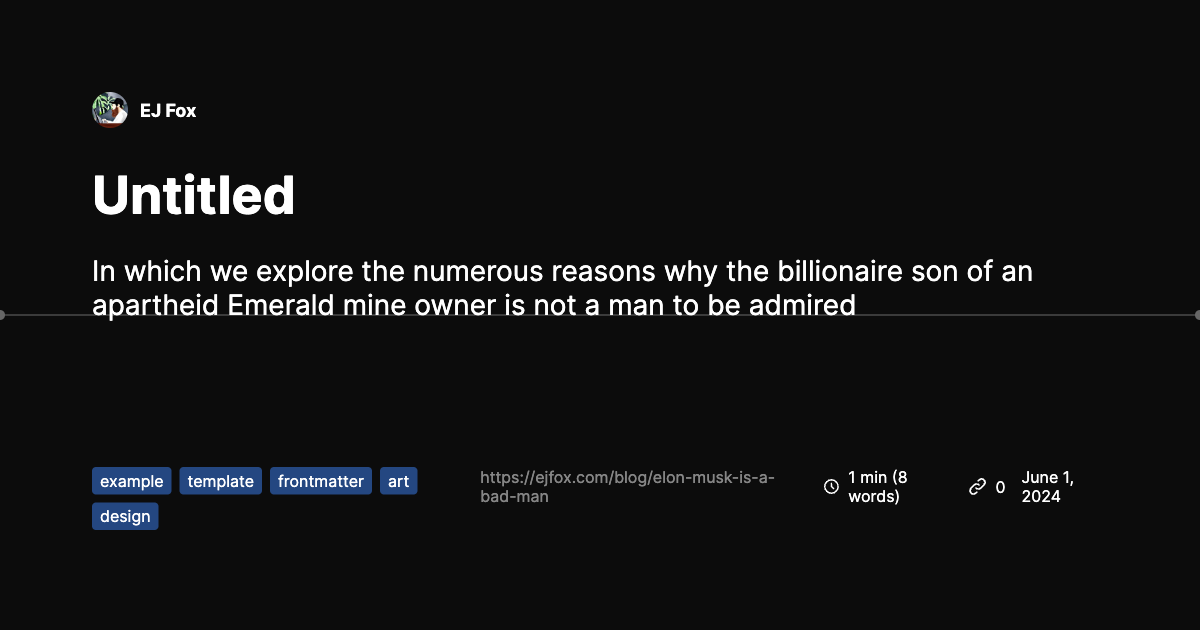 EJ Fox
Untitled
In which we explore the numerous reasons why the billionaire son of an
apartheid Emerald mine owner is not a man to be admired
example template frontmatter art
design
https://ejfox.com/blog/elon-musk-is-a-
bad-man
1 min (8
words)
0
June 1,
2024